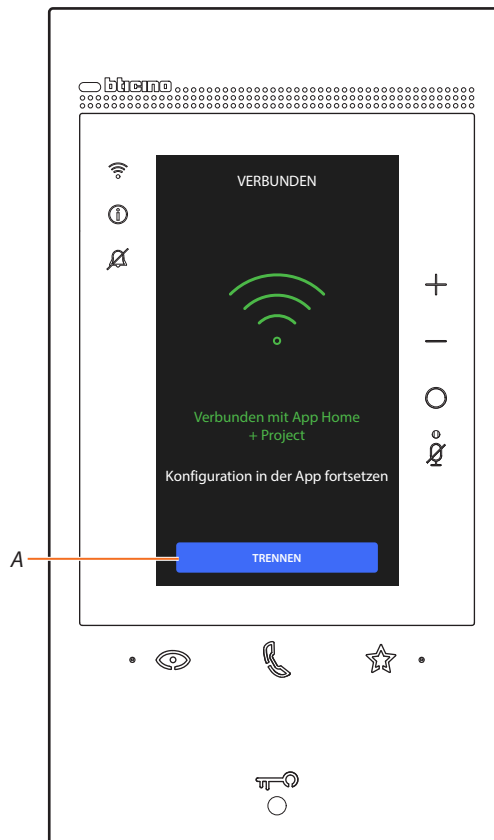 bticino
VERBUNDEN
Verbunden mit App Home
+ Project
Konfiguration in der App fortsetzen
A
TRENNEN